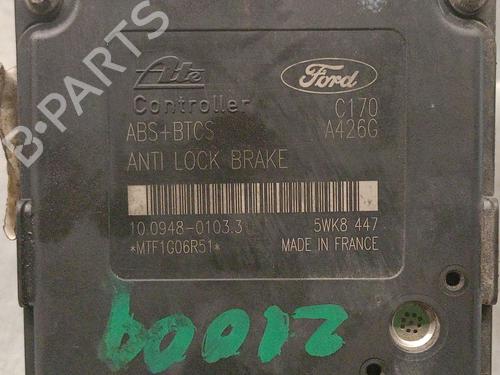 B-PARTS
Ate
Ford
Controller
C170
ABS+BTCS
A426G
ANTI LOCK BRAKE
10.0948-0103.3
5WK8 447
*MTF1G06R51*
MADE IN FRANCE